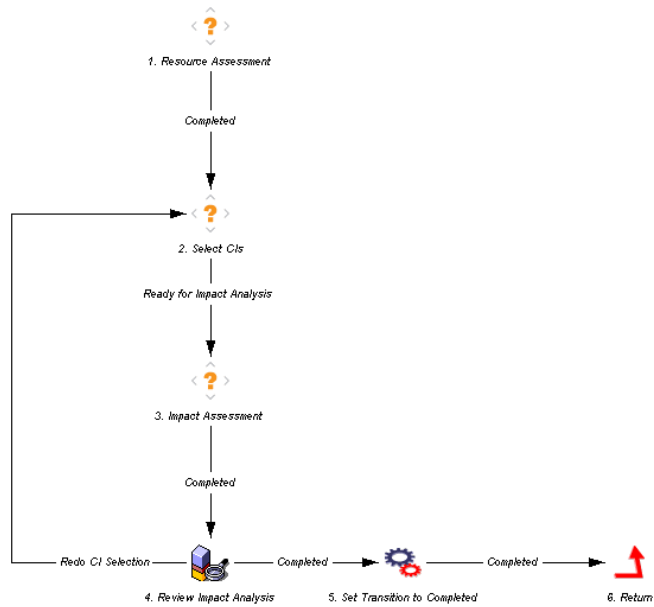 ?
1. Resource Assessment
Completed
?
2. Select CIs
Ready for Impact Analysis
?
3. Impact Assessment
Completed
Redo CI Selection
Completed
Completed
4. Review Impact Analysis
5. Set Transition to Completed
6. Return